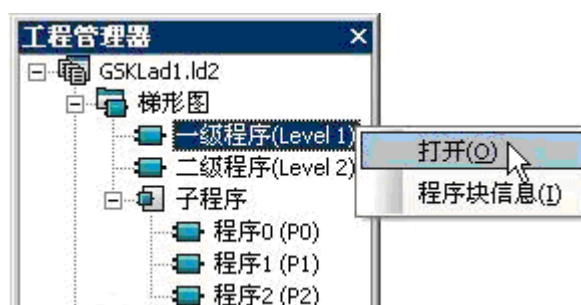 工程管理器
GSKLad1.ld2
梯形图
一级程序(Level 1)
打开(O)
二级程序(Level 2)
程序块信息(I)
子程序
程序0 (P0)
程序1 (P1)
程序2 (P2)